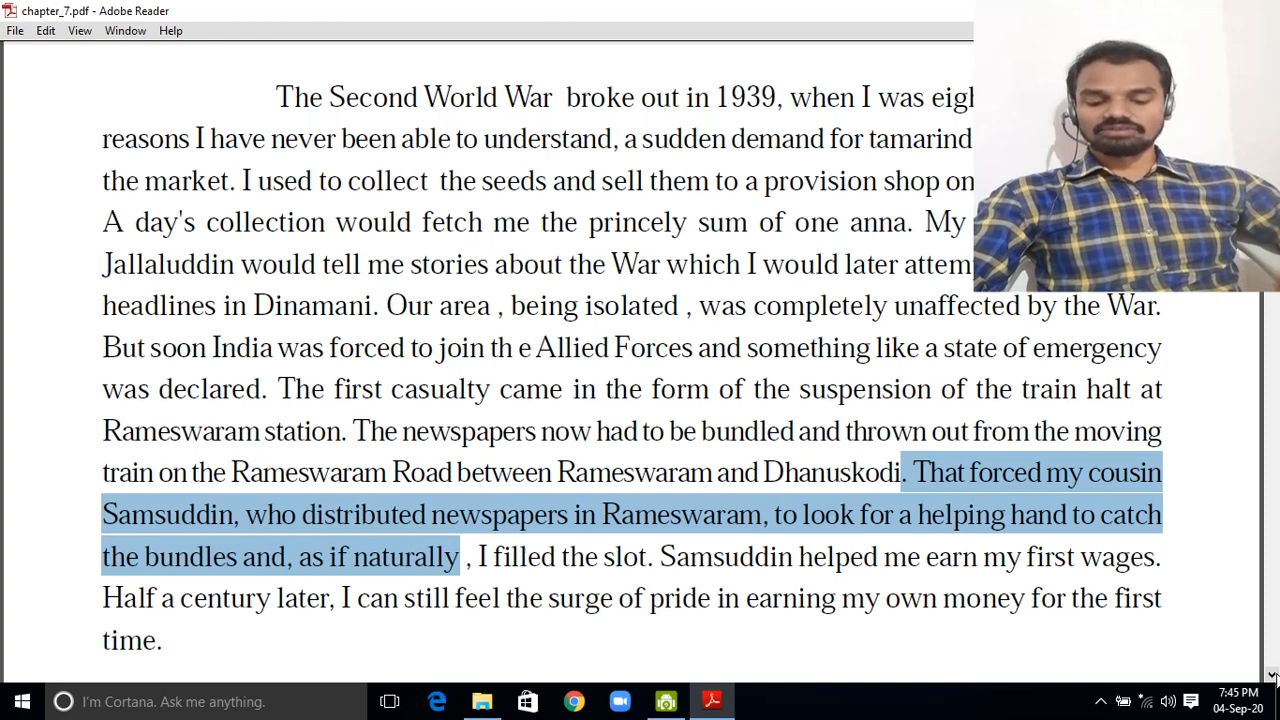 chapter_7.pdf - Adobe Reader
File Edit View Window Help
The Second World War broke out in 1939, when I was
reasons I have never been able to understand, a sudden demand for tamarind
the market. I used to collect the seeds and sell them to a provision shop on
A day's collection would fetch me the princely sum of one anna. My
Jallaluddin would tell me stories about the War which I would later
headlines in Dinamani. Our area , being isolated , was completely unaffected by the War.
But soon India was forced to join th e Allied Forces and something like a state of emergency
was declared. The first casualty came in the form of the suspension of the train halt at
Rameswaram station. The newspapers now had to be bundled and thrown out from the moving
train on the Rameswaram Road between Rameswaram and Dhanuskodi. That forced my cousin
Samsuddin, who distributed newspapers in Rameswaram, to look for a helping hand to catch
the bundles and, as if naturally , I filled the slot. Samsuddin helped me earn my first wages.
Half a century later, I can still feel the surge of pride in earning my own money for the first
time.
I'm Cortana. Ask me anything.
7:45 PM
04-Sep-20